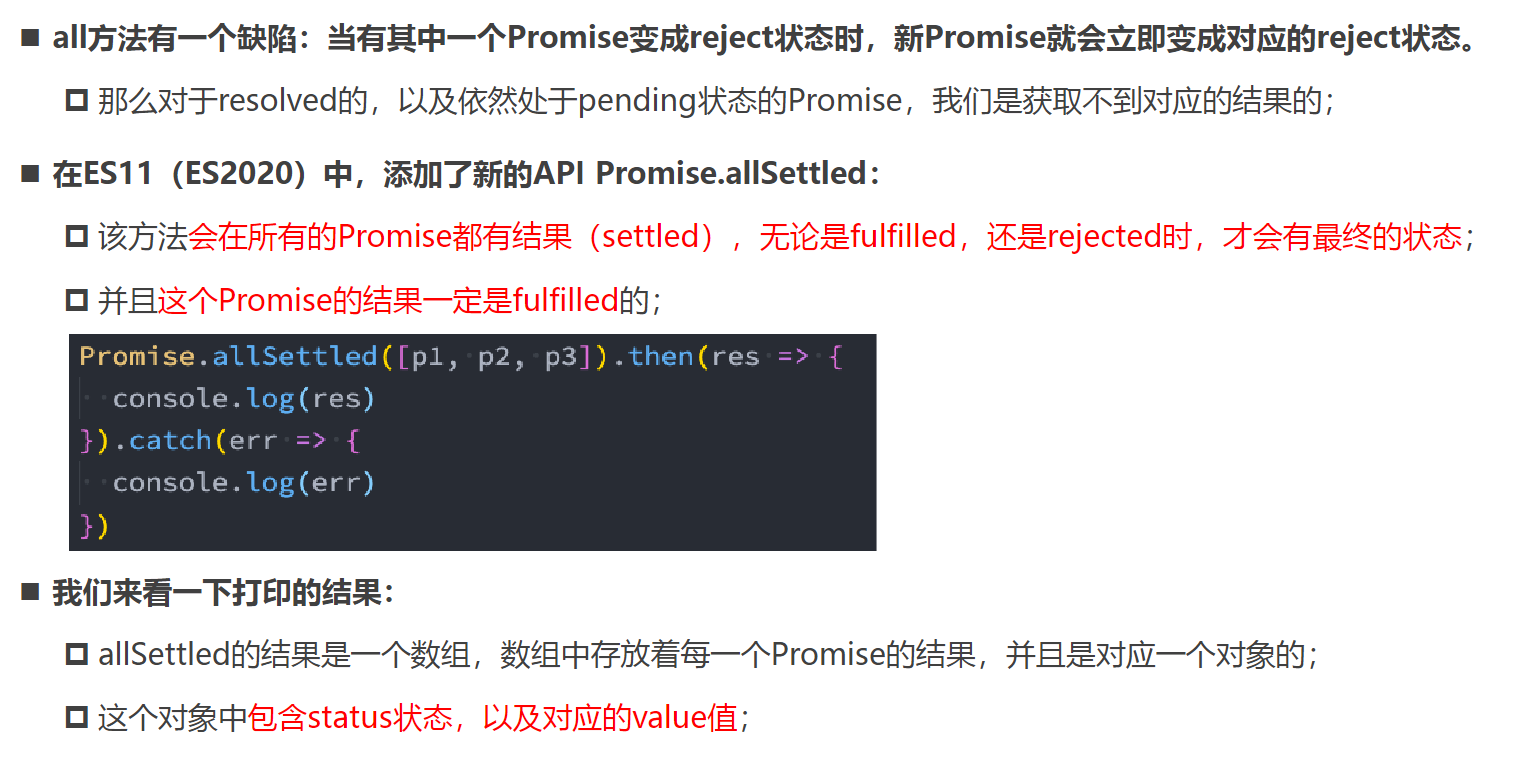 ■ all方法有一个缺陷：当有其中一个Promise变成reject状态时，新Promise就会立即变成对应的reject状态。
那么对于resolved的，以及依然处于pending状态的Promise，我们是获取不到对应的结果的；
■ 在ES11（ES2020）中，添加了新的API Promise.allSettled：
该方法会在所有的Promise都有结果（settled），无论是fulfilled，还是rejected时，才会有最终的状态；
并且这个Promise的结果一定是fulfilled的；
Promise.allSettled([p1, p2, p3]).then(res => {
  console.log(res)
}).catch(err => {
  console.log(err)
})
■ 我们来看一下打印的结果：
allSettled的结果是一个数组，数组中存放着每一个Promise的结果，并且是对应一个对象的；
这个对象中包含status状态，以及对应的value值；